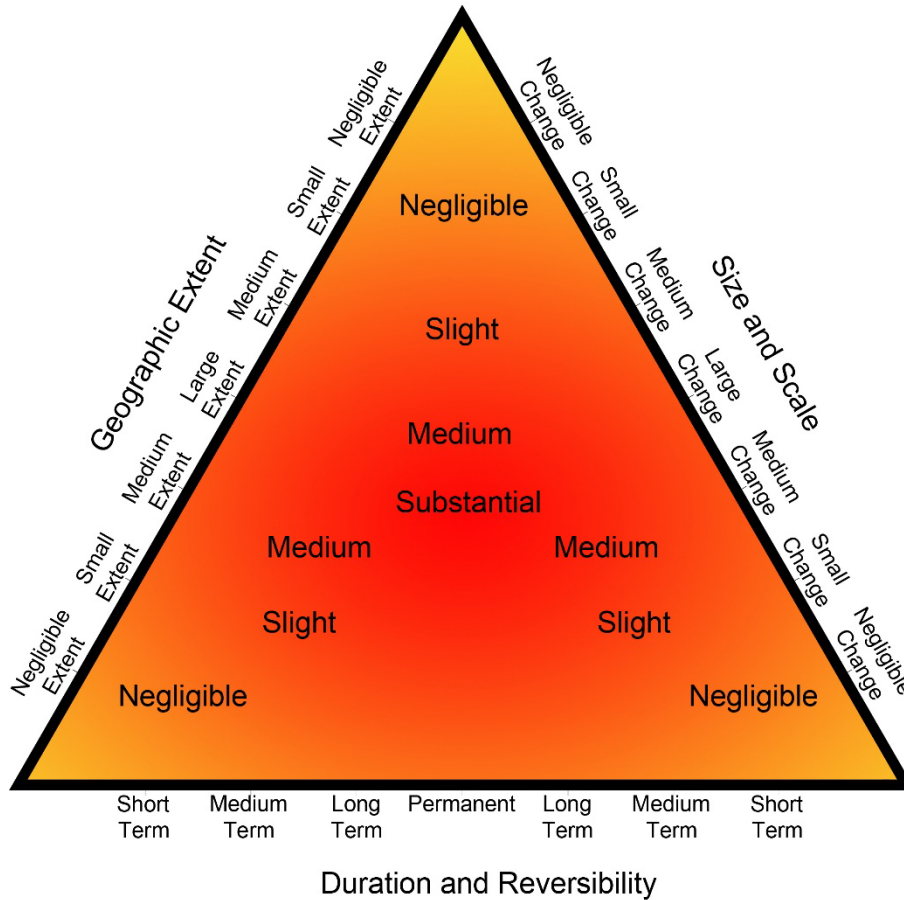 Negligible
Extent
Small
Extent
Medium
Extent
Large
Extent
Medium
Extent
Small
Extent
Negligible
Extent
Geographic Extent
Negligible
Change
Small
Change
Medium
Change
Large
Change
Medium
Change
Small
Change
Negligible
Change
Size and Scale
Negligible
Slight
Medium
Substantial
Medium
Medium
Slight
Slight
Negligible
Negligible
Short
Term
Medium
Term
Long
Term
Permanent
Long
Term
Medium
Term
Short
Term
Duration and Reversibility